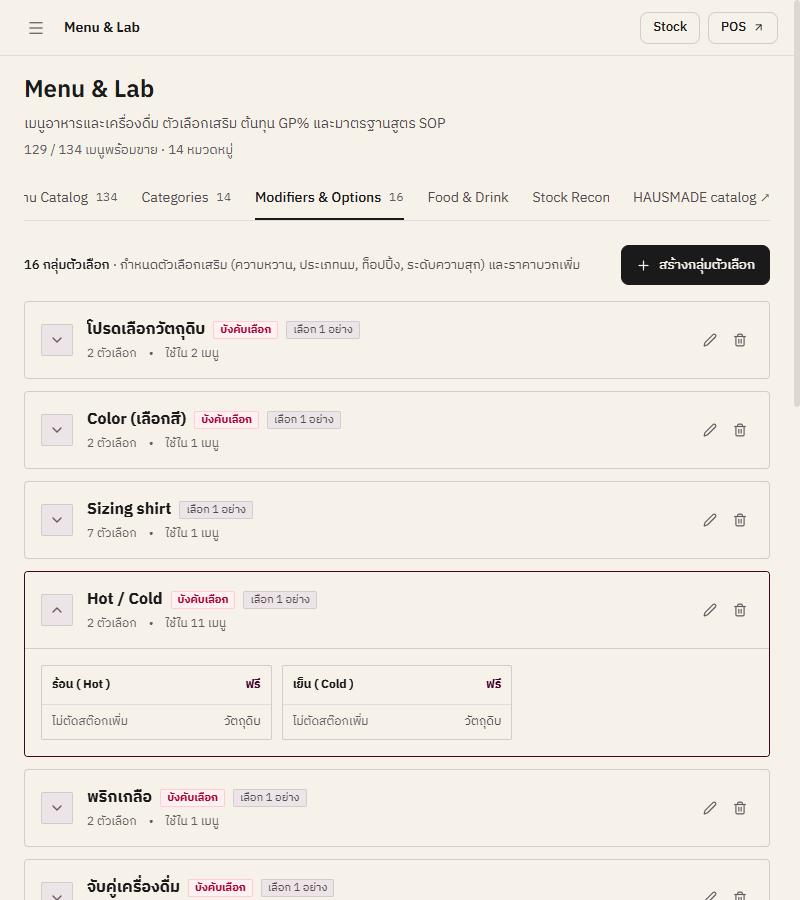 Menu & Lab
Stock
POS
Menu & Lab
เมนูอาหารและเครื่องดื่ม ตัวเลือกเสริม ต้นทุน GP% และมาตรฐานสูตร SOP
129 / 134 เมนูพร้อมขาย · 14 หมวดหมู่
nu Catalog 134 Categories 14 Modifiers & Options 16 Food & Drink Stock Recon HAUSMADE catalog ↗
16 กลุ่มตัวเลือก · กำหนดตัวเลือกเสริม (ความหวาน, ประเภทนม, ท็อปปิ้ง, ระดับความสุก) และราคาบวกเพิ่ม
+ สร้างกลุ่มตัวเลือก
โปรดเลือกวัตถุดิบ บังคับเลือก เลือก 1 อย่าง
2 ตัวเลือก • ใช้ใน 2 เมนู
Color (เลือกสี) บังคับเลือก เลือก 1 อย่าง
2 ตัวเลือก • ใช้ใน 1 เมนู
Sizing shirt เลือก 1 อย่าง
7 ตัวเลือก • ใช้ใน 1 เมนู
Hot / Cold บังคับเลือก เลือก 1 อย่าง
2 ตัวเลือก • ใช้ใน 11 เมนู
ร้อน ( Hot ) ฟรี
ไม่ตัดสต๊อกเพิ่ม วัตถุดิบ
เย็น ( Cold ) ฟรี
ไม่ตัดสต๊อกเพิ่ม วัตถุดิบ
พริกเกลือ บังคับเลือก เลือก 1 อย่าง
2 ตัวเลือก • ใช้ใน 1 เมนู
จับคู่เครื่องดื่ม บังคับเลือก เลือก 1 อย่าง